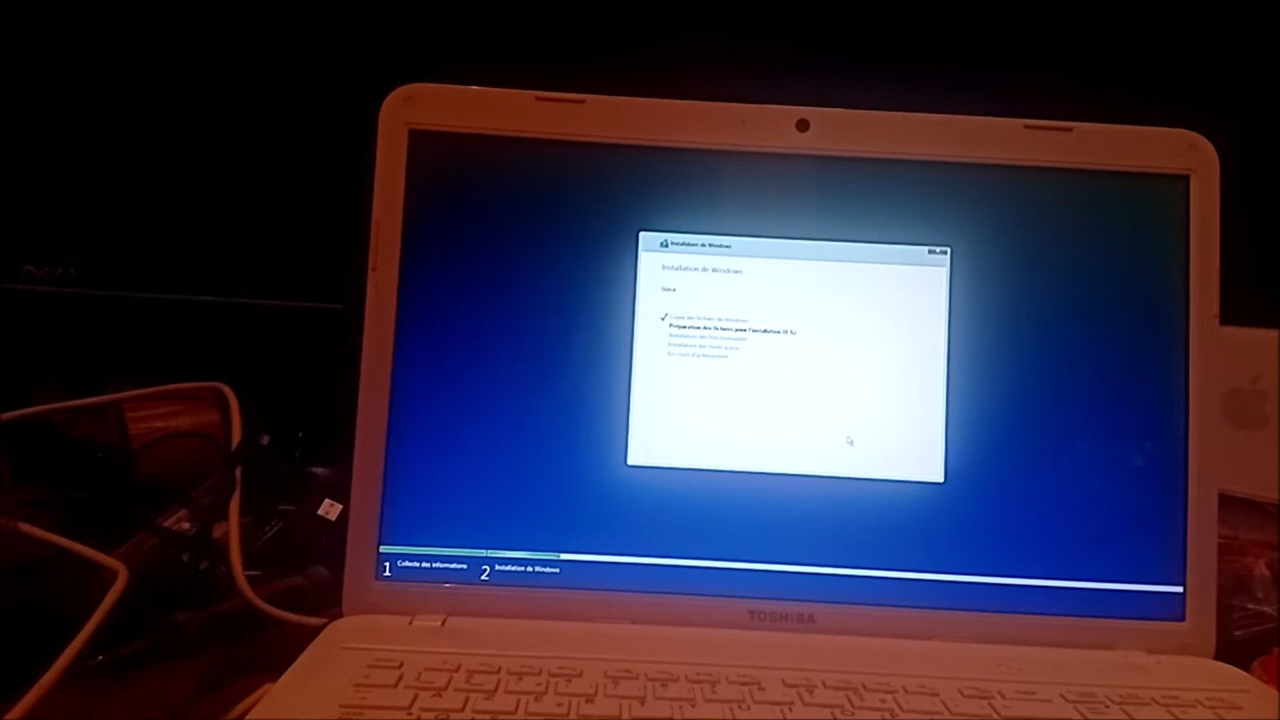 Installation de Windows
Installation de Windows
Statut
Copie des fichiers de Windows
Préparation des fichiers pour l'installation (0 %)
Installation des fonctionnalités
Installation des mises à jour
En cours d'achèvement
1 Collecte des informations 2 Installation de Windows
TOSHIBA